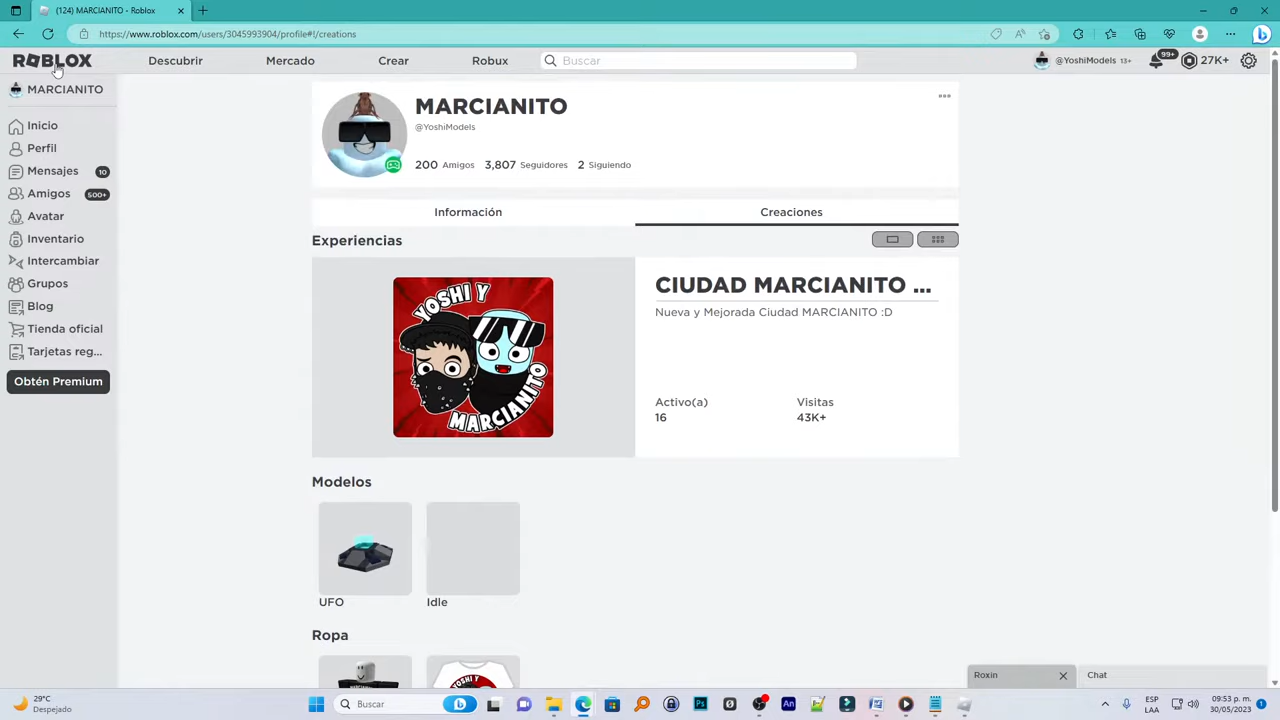 (124) MARCIANITO - Roblox
https://www.roblox.com/users/3045993904/profile#!/creations
ROBLOX
Descubrir
Mercado
Crear
Robux
Buscar
@YoshiModels 13+
99+
27K+
MARCIANITO
Inicio
Perfil
Mensajes 10
Amigos 500+
Avatar
Inventario
Intercambiar
Grupos
Blog
Tienda oficial
Tarjetas reg...
Obtén Premium
MARCIANITO
@YoshiModels
200 Amigos 3,807 Seguidores 2 Siguiendo
Información
Creaciones
Experiencias
YOSHI Y
MARCIANITO
CIUDAD MARCIANITO ...
Nueva y Mejorada Ciudad MARCIANITO :D
Activo(a)
16
Visitas
43K+
Modelos
UFO
Idle
Ropa
Roxin
Chat
29°C
Despejado
Buscar
ESP
LAA
09:53 p. m.
30/05/2023